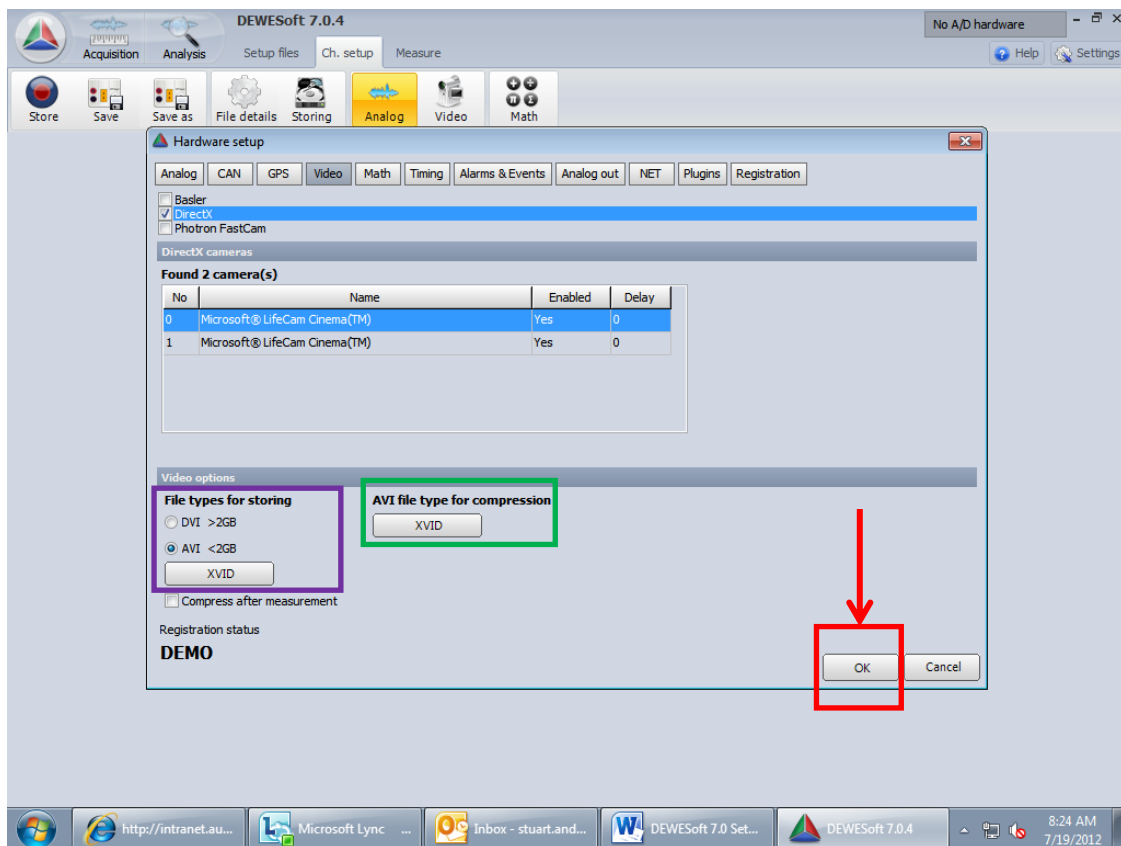 DEWESoft 7.0.4
No A/D hardware
Acquisition Analysis Setup files Ch. setup Measure
Help Settings
Store Save Save as File details Storing Analog Video Math
Hardware setup
Analog CAN GPS Video Math Timing Alarms & Events Analog out NET Plugins Registration
Basler
DirectX
Photron FastCam
DirectX cameras
Found 2 camera(s)
No Name Enabled Delay
0 Microsoft® LifeCam Cinema(TM) Yes 0
1 Microsoft® LifeCam Cinema(TM) Yes 0
Video options
File types for storing AVI file type for compression
DVI >2GB XVID
AVI <2GB
XVID
Compress after measurement
Registration status
DEMO
OK Cancel
http://intranet.au... Microsoft Lync ... Inbox - stuart.and... DEWESoft 7.0 Set... DEWESoft 7.0.4 8:24 AM
7/19/2012